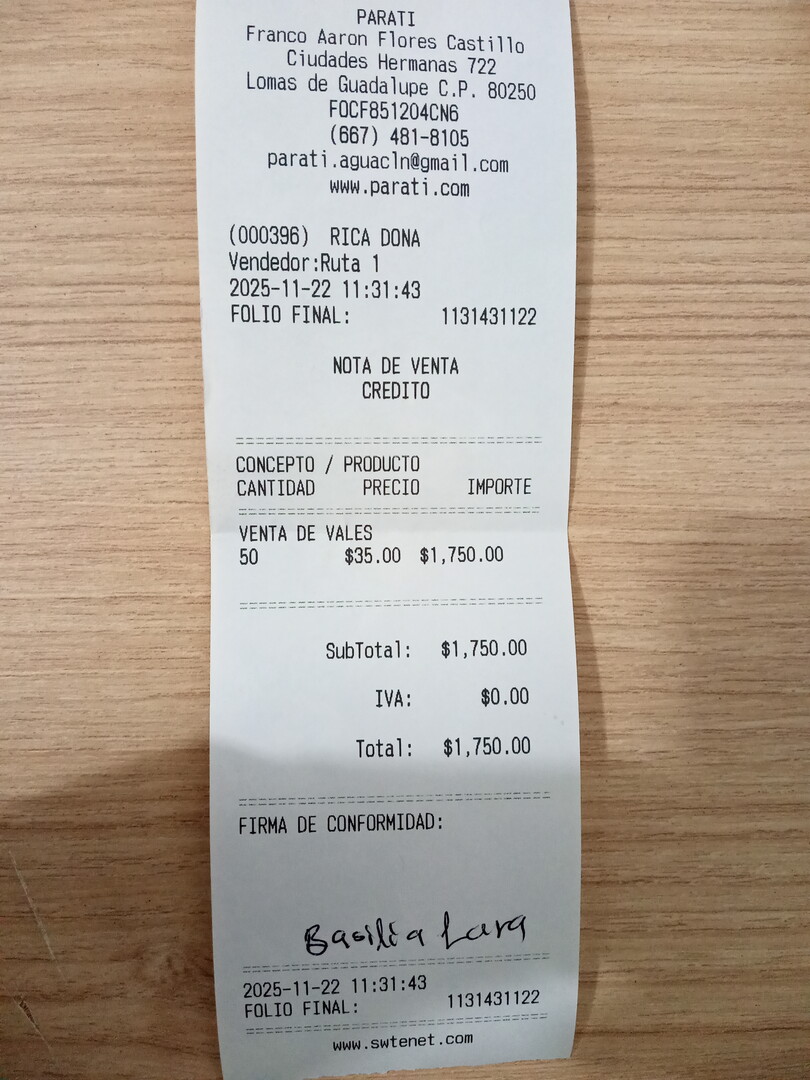 PARATI
Franco Aaron Flores Castillo
Ciudades Hermanas 722
Lomas de Guadalupe C.P. 80250
FOCF851204CN6
(667) 481-8105
parati.aguacln@gmail.com
www.parati.com
(000396) RICA DONA
Vendedor:Ruta 1
2025-11-22 11:31:43
FOLIO FINAL: 1131431122
NOTA DE VENTA
CREDITO
CONCEPTO / PRODUCTO
CANTIDAD PRECIO IMPORTE
VENTA DE VALES
50 $35.00 $1,750.00
SubTotal: $1,750.00
IVA: $0.00
Total: $1,750.00
FIRMA DE CONFORMIDAD:
Basilia Lara
2025-11-22 11:31:43
FOLIO FINAL: 1131431122
www.swtenet.com